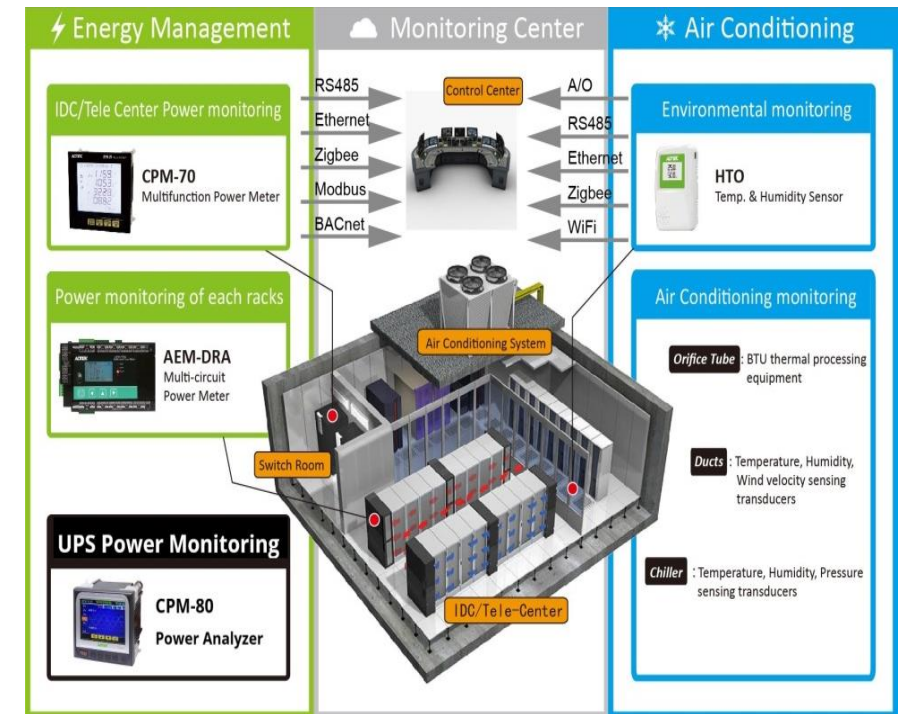 Energy Management
IDC/Tele Center Power monitoring
CPM-70
Multifunction Power Meter
Power monitoring of each racks
AEM-DRA
Multi-circuit
Power Meter
UPS Power Monitoring
CPM-80
Power Analyzer
Monitoring Center
RS485
Ethernet
Zigbee
Modbus
BACnet
Control Center
A/O
RS485
Ethernet
Zigbee
WiFi
Air Conditioning System
Switch Room
IDC/Tele-Center
Air Conditioning
Environmental monitoring
HTO
Temp. & Humidity Sensor
Air Conditioning monitoring
Orifice Tube : BTU thermal processing
equipment
Ducts : Temperature, Humidity,
Wind velocity sensing
transducers
Chiller : Temperature, Humidity, Pressure
sensing transducers